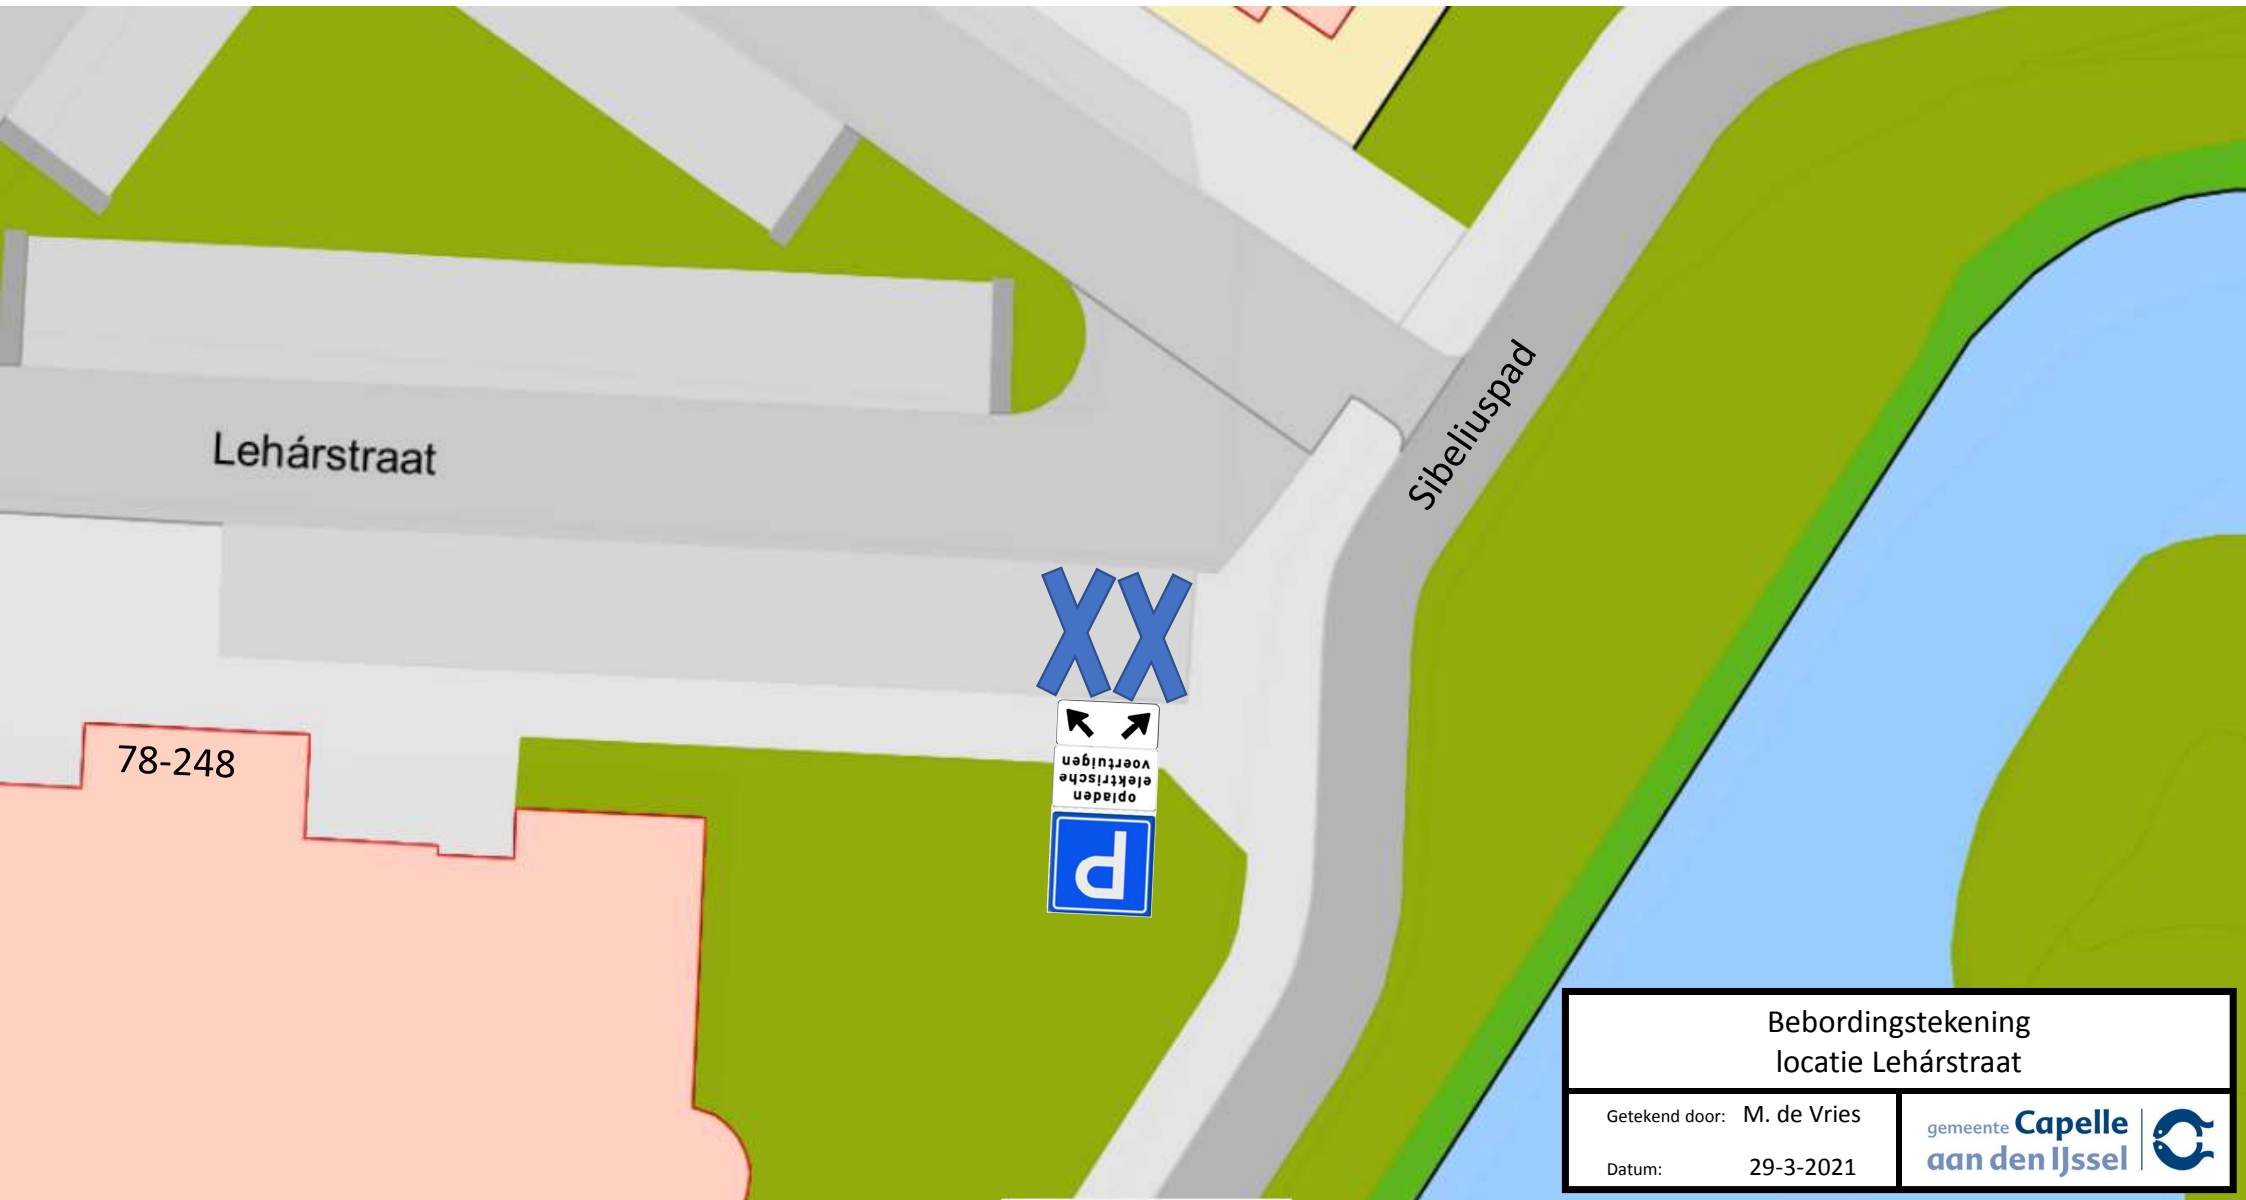 Lehárstraat
Sibeliuspad
78-248
P
opladen
elektrische
voertuigen
Bebordingstekening
locatie Lehárstraat
Getekend door: M. de Vries
Datum: 29-3-2021
gemeente Capelle
aan den IJssel